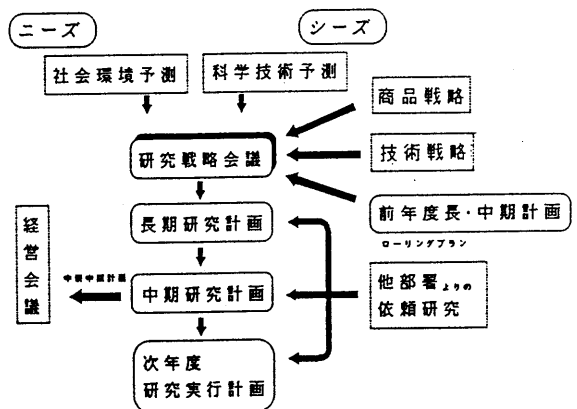 ニーズ
シーズ
社会環境予測
科学技術予測
商品戦略
研究戦略会議
技術戦略
長期研究計画
前年度長・中期計画
ローリングプラン
経営会議
中期研究計画
他部署よりの
依頼研究
次年度
研究実行計画